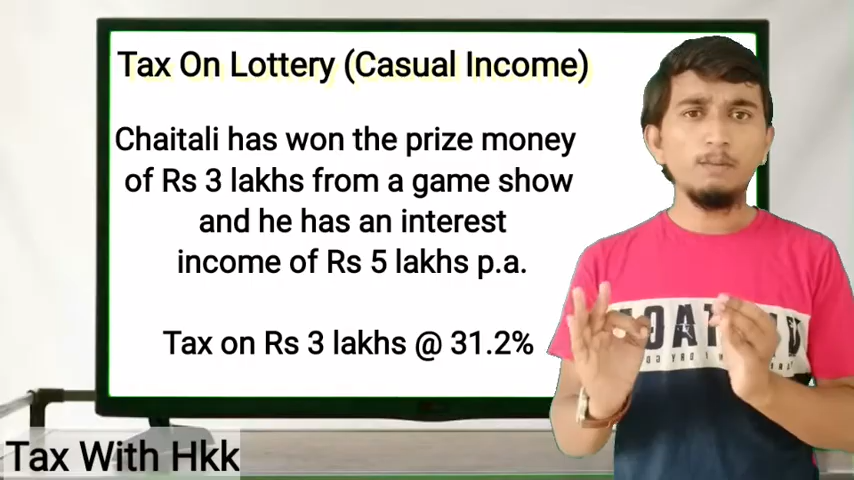 Tax On Lottery (Casual Income)
Chaitali has won the prize money
of Rs 3 lakhs from a game show
and he has an interest
income of Rs 5 lakhs p.a.
Tax on Rs 3 lakhs @ 31.2%
Tax With Hkk